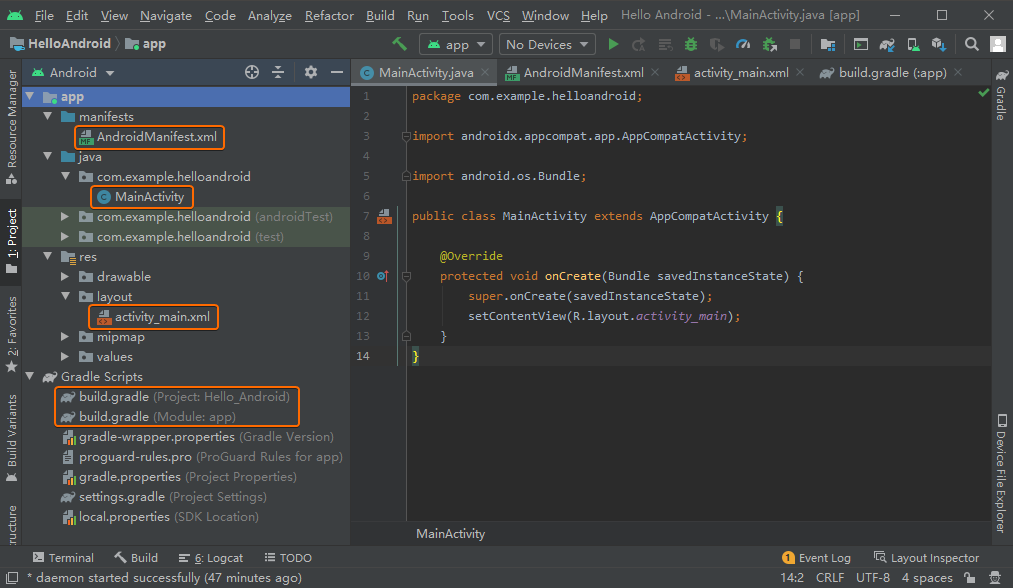 File Edit View Navigate Code Analyze Refactor Build Run Tools VCS Window Help Hello Android - ...\MainActivity.java [app]
HelloAndroid app app No Devices
Android MainActivity.java AndroidManifest.xml activity_main.xml build.gradle (:app)
Resource Manager
1: Project
2: Favorites
Build Variants
ructure
app
manifests
AndroidManifest.xml
java
com.example.helloandroid
MainActivity
com.example.helloandroid (androidTest)
com.example.helloandroid (test)
res
drawable
layout
activity_main.xml
mipmap
values
Gradle Scripts
build.gradle (Project: Hello_Android)
build.gradle (Module: app)
gradle-wrapper.properties (Gradle Version)
proguard-rules.pro (ProGuard Rules for app)
gradle.properties (Project Properties)
settings.gradle (Project Settings)
local.properties (SDK Location)
1 package com.example.helloandroid;
2
3 import androidx.appcompat.app.AppCompatActivity;
4
5 import android.os.Bundle;
6
7 public class MainActivity extends AppCompatActivity {
8
9 @Override
10 protected void onCreate(Bundle savedInstanceState) {
11 super.onCreate(savedInstanceState);
12 setContentView(R.layout.activity_main);
13 }
14 }
MainActivity
Gradle
Device File Explorer
Terminal Build 6: Logcat TODO 1 Event Log Layout Inspector
* daemon started successfully (47 minutes ago) 14:2 CRLF UTF-8 4 spaces